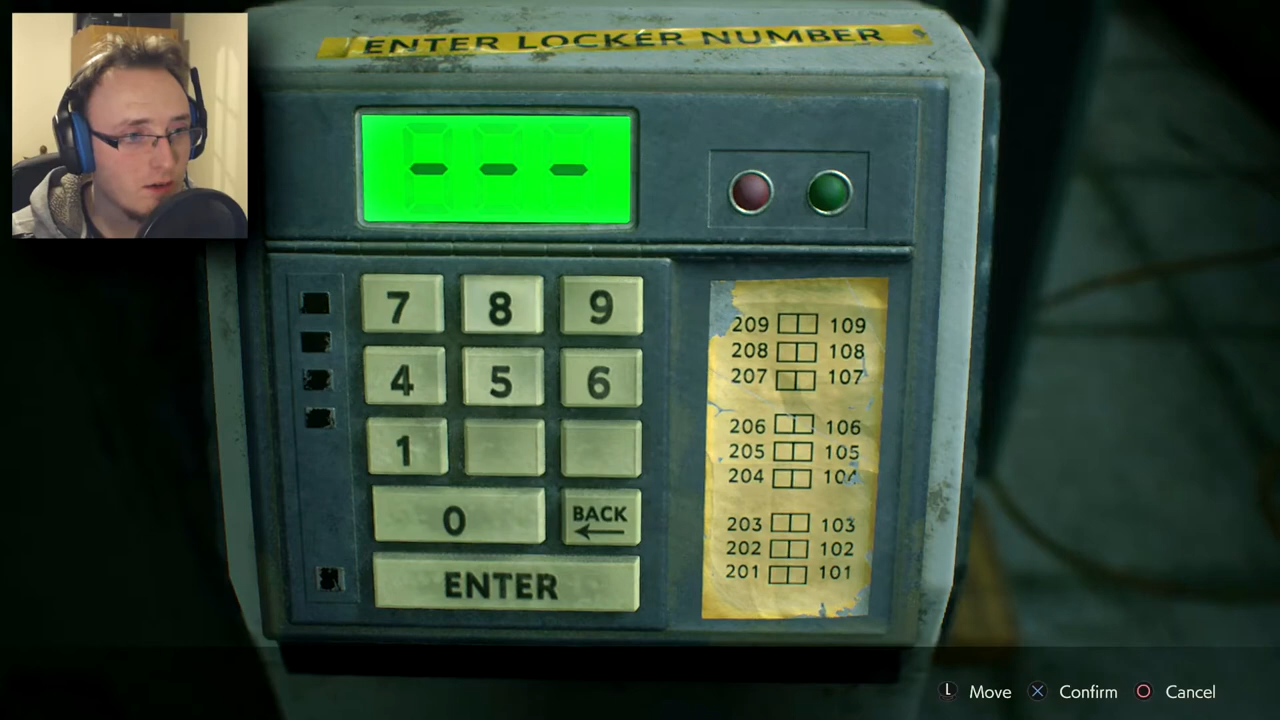 ENTER LOCKER NUMBER
- - -
7 8 9
4 5 6
1
0 BACK
ENTER
209 109
208 108
207 107
206 106
205 105
204 104
203 103
202 102
201 101
L Move Confirm Cancel